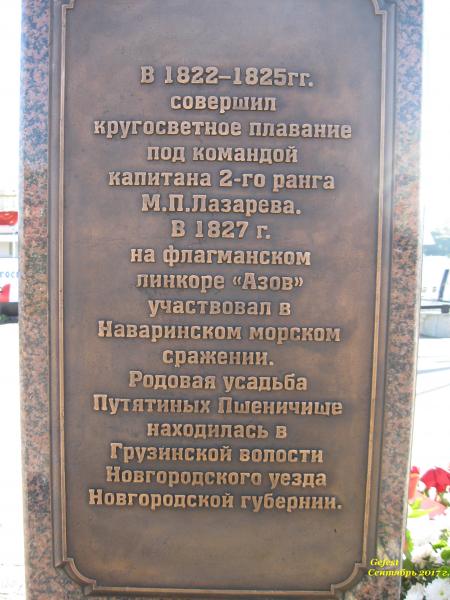 В 1822–1825гг.
совершил
кругосветное плавание
под командой
капитана 2-го ранга
М.П.Лазарева.
В 1827 г.
на флагманском
линкоре «Азов»
участвовал в
Наваринском морском
сражении.
Родовая усадьба
Путятиных Пшеничище
находилась в
Грузинской волости
Новгородского уезда
Новгородской губернии.
Gefest
Сентябрь 2017г.